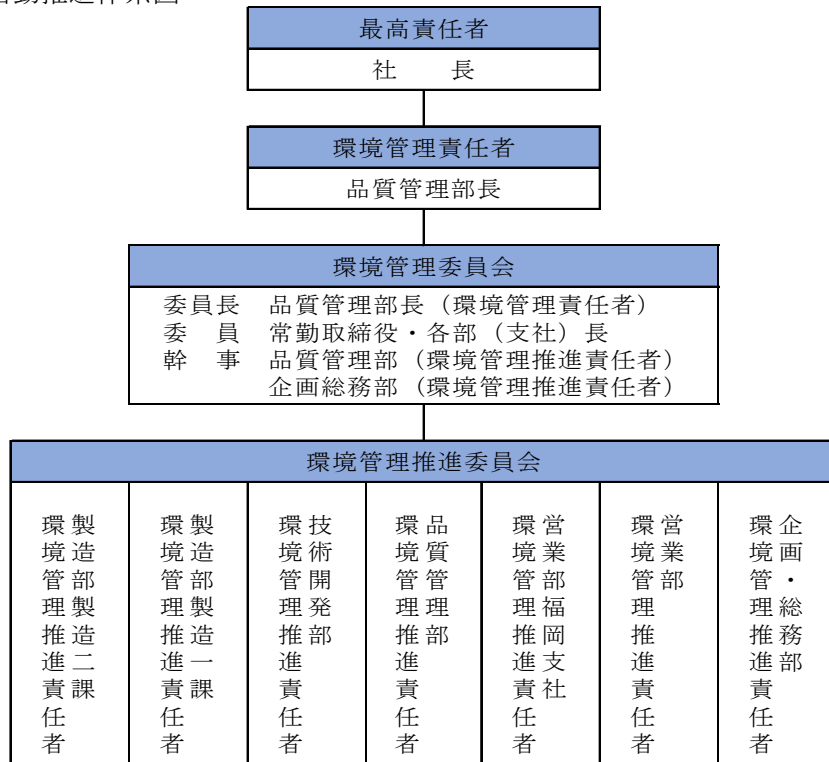 最高責任者
社　　長
環境管理責任者
品質管理部長
環境管理委員会
委員長　品質管理部長（環境管理責任者）
委　員　常勤取締役・各部（支社）長
幹　事　品質管理部（環境管理推進責任者）
企画総務部（環境管理推進責任者）
環境管理推進委員会
企画・総務部
環境管理推進責任者
営業部
環境管理推進責任者
営業部福岡支社
環境管理推進責任者
品質管理部
環境管理推進責任者
技術開発部
環境管理推進責任者
製造部製造一課
環境管理推進責任者
製造部製造二課
環境管理推進責任者